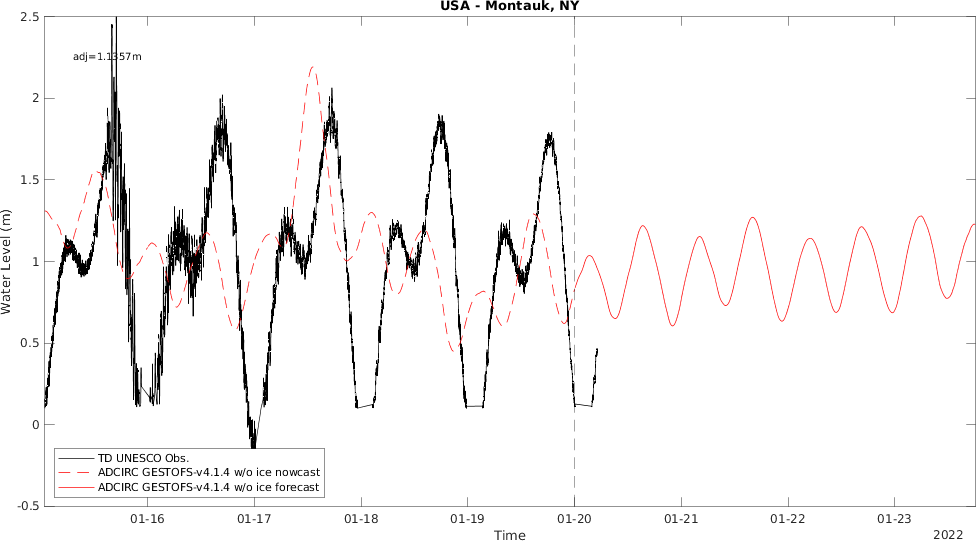 USA - Montauk, NY
2.5
adj=1.1357m
2
1.5
1
0.5
0
-0.5
Water Level (m)
TD UNESCO Obs.
ADCIRC GESTOFS-v4.1.4 w/o ice nowcast
ADCIRC GESTOFS-v4.1.4 w/o ice forecast
01-16 01-17 01-18 01-19 01-20 01-21 01-22 01-23
Time
2022